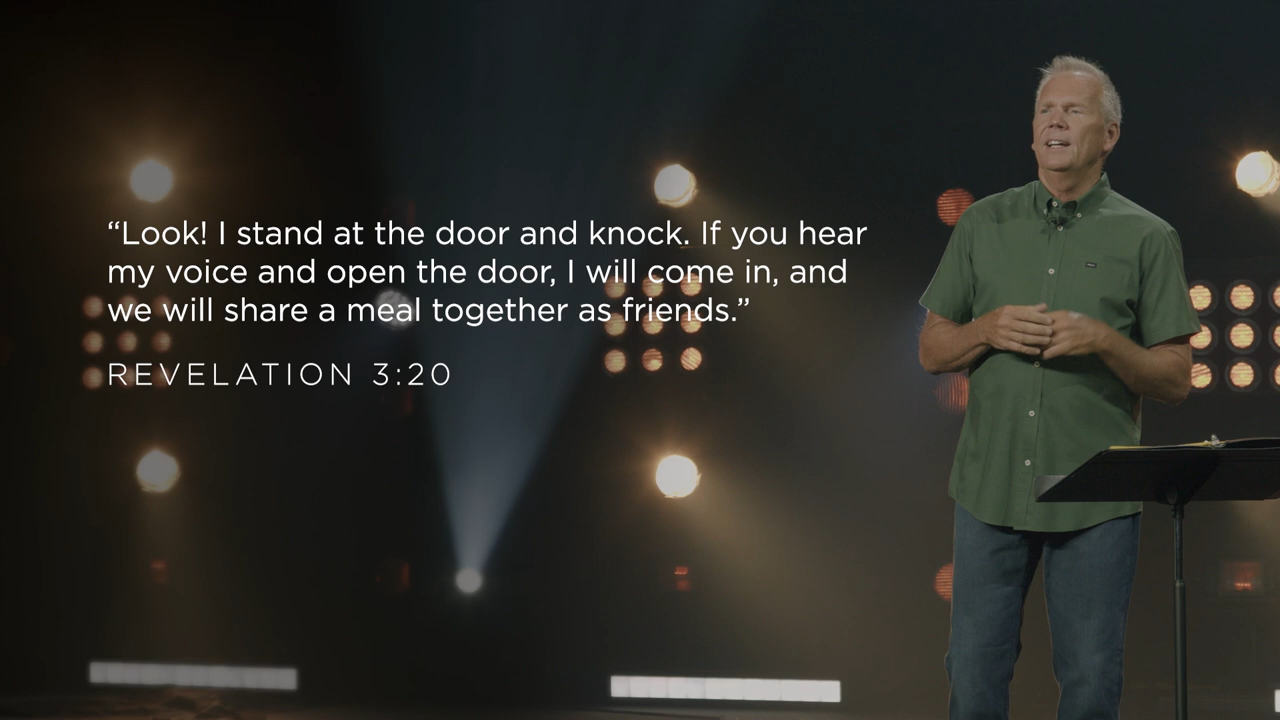 “Look! I stand at the door and knock. If you hear
my voice and open the door, I will come in, and
we will share a meal together as friends.”
REVELATION 3:20